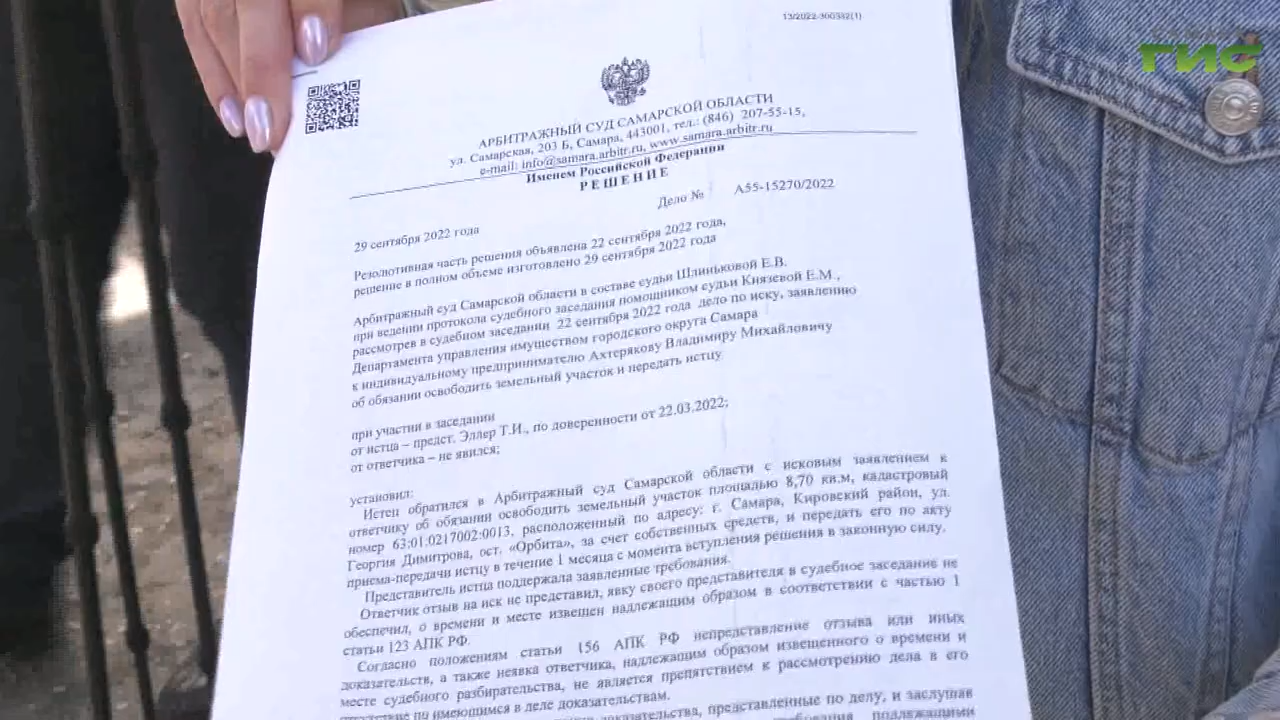 13/2022-300382(1)
ГИС
АРБИТРАЖНЫЙ СУД САМАРСКОЙ ОБЛАСТИ
ул. Самарская, 203 Б, Самара, 443001, тел.: (846) 207-55-15,
e-mail: info@samara.arbitr.ru, www.samara.arbitr.ru
Именем Российской Федерации
РЕШЕНИЕ
Дело № А55-15270/2022
29 сентября 2022 года
Резолютивная часть решения объявлена 22 сентября 2022 года,
решение в полном объеме изготовлено 29 сентября 2022 года
Арбитражный суд Самарской области в составе судьи Шлиньковой Е.В.
при ведении протокола судебного заседания помощником судьи Князевой Е.М.,
рассмотрев в судебном заседании 22 сентября 2022 года дело по иску, заявлению
Департамента управления имуществом городского округа Самара
к индивидуальному предпринимателю Ахтерякову Владимиру Михайловичу
об обязании освободить земельный участок и передать истцу
при участии в заседании
от истца – предст. Эллер Т.И., по доверенности от 22.03.2022;
от ответчика – не явился;
установил:
Истец обратился в Арбитражный суд Самарской области с исковым заявлением к
ответчику об обязании освободить земельный участок площадью 8,70 кв.м, кадастровый
номер 63;01:0217002:0013, расположенный по адресу: г. Самара, Кировский район, ул.
Георгия Димитрова, ост. «Орбита», за счет собственных средств, и передать его по акту
приема-передачи истцу в течение 1 месяца с момента вступления решения в законную силу.
Представитель истца поддержала заявленные требования.
Ответчик отзыв на иск не представил, явку своего представителя в судебное заседание не
обеспечил, о времени и месте извещен надлежащим образом в соответствии с частью 1
статьи 123 АПК РФ.
Согласно положениям статьи 156 АПК РФ непредставление отзыва или иных
доказательств, а также неявка ответчика, надлежащим образом извещенного о времени и
месте судебного разбирательства, не является препятствием к рассмотрению дела в его
отсутствие по имеющимся в деле доказательствам.
доказательства, представленные по делу, и заслушав
требования подлежащими